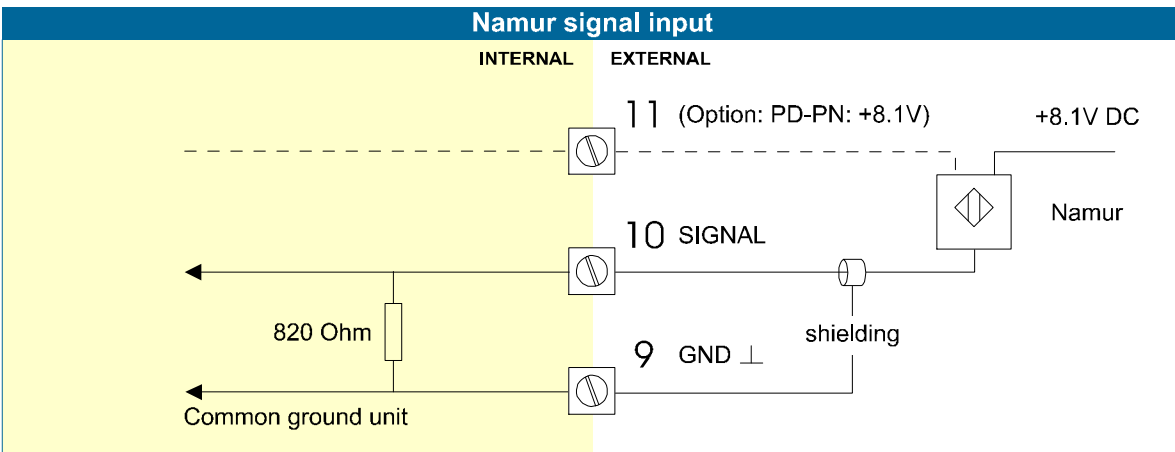 Namur signal input
INTERNAL EXTERNAL
11 (Option: PD-PN: +8.1V) +8.1V DC
Namur
10 SIGNAL
820 Ohm
shielding
9 GND ⊥
Common ground unit